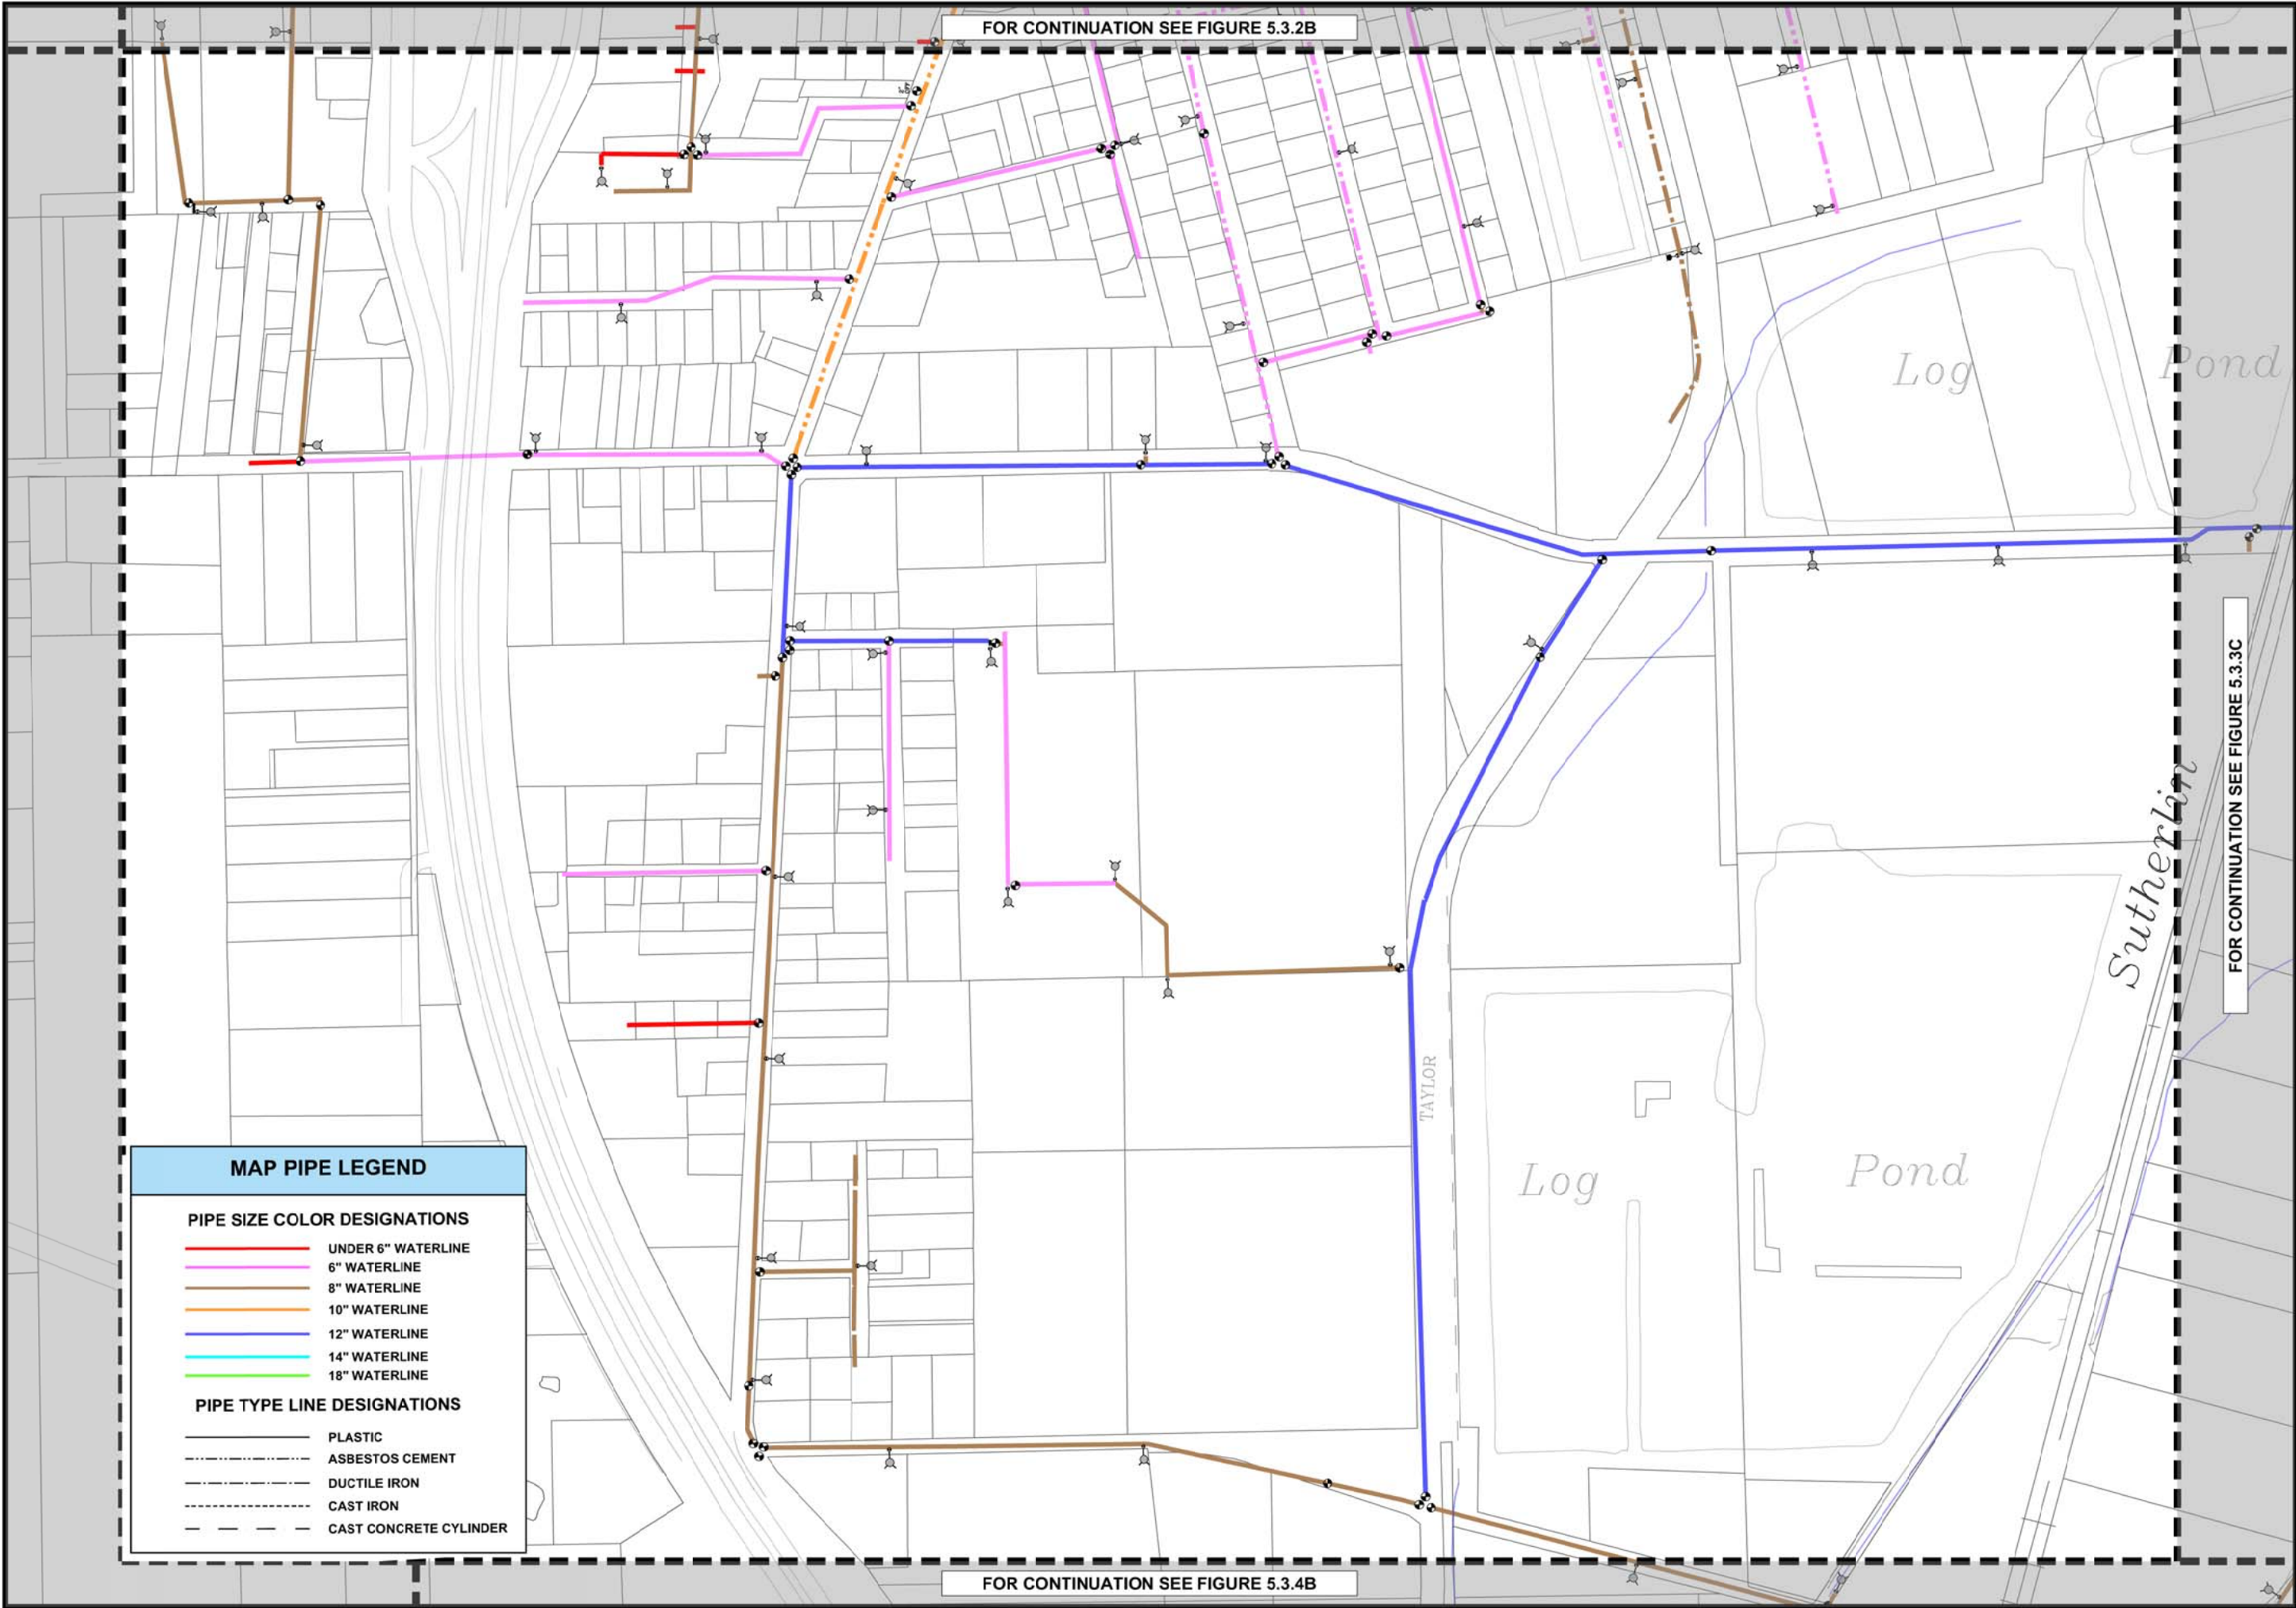 FOR CONTINUATION SEE FIGURE 5.3.2B
Log Pond
FOR CONTINUATION SEE FIGURE 5.3.3C
Sutherlin
TAYLOR
Log Pond
MAP PIPE LEGEND
PIPE SIZE COLOR DESIGNATIONS
UNDER 6" WATERLINE
6" WATERLINE
8" WATERLINE
10" WATERLINE
12" WATERLINE
14" WATERLINE
18" WATERLINE
PIPE TYPE LINE DESIGNATIONS
PLASTIC
ASBESTOS CEMENT
DUCTILE IRON
CAST IRON
CAST CONCRETE CYLINDER
FOR CONTINUATION SEE FIGURE 5.3.4B